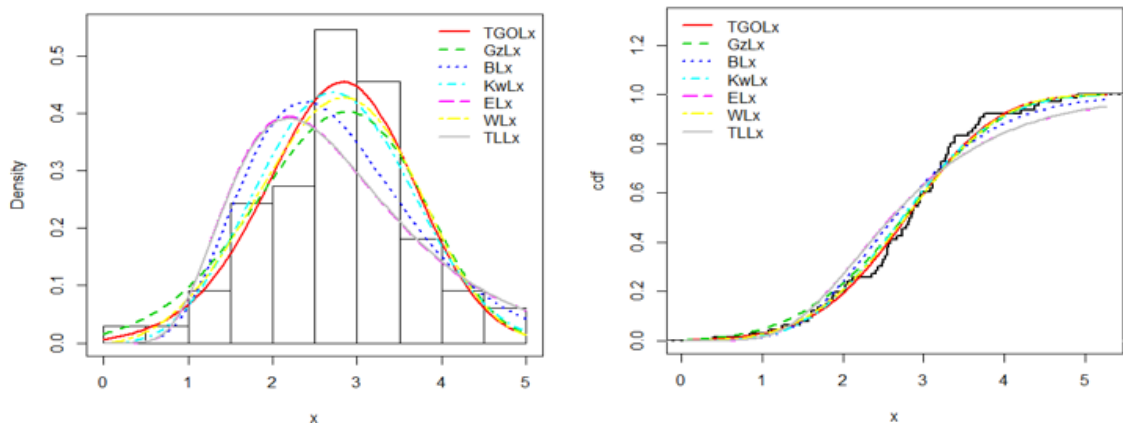 TGOLx
GzLx
BLx
KwLx
ELx
WLx
TLLx
Density
0.0 0.1 0.2 0.3 0.4 0.5
0 1 2 3 4 5
x
TGOLx
GzLx
BLx
KwLx
ELx
WLx
TLLx
cdf
0.0 0.2 0.4 0.6 0.8 1.0 1.2
0 1 2 3 4 5
x